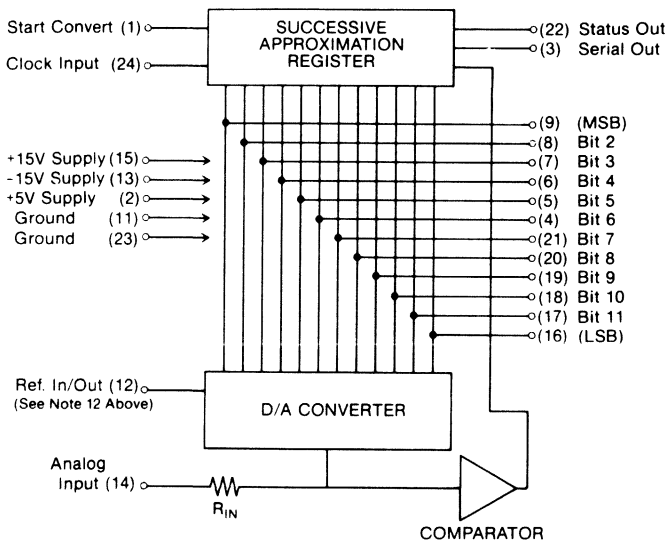 Start Convert (1)
Clock Input (24)
SUCCESSIVE
APPROXIMATION
REGISTER
(22) Status Out
(3) Serial Out
(9) (MSB)
(8) Bit 2
(7) Bit 3
(6) Bit 4
(5) Bit 5
(4) Bit 6
(21) Bit 7
(20) Bit 8
(19) Bit 9
(18) Bit 10
(17) Bit 11
(16) (LSB)
+15V Supply (15)
-15V Supply (13)
+5V Supply (2)
Ground (11)
Ground (23)
Ref. In/Out (12)
(See Note 12 Above)
D/A CONVERTER
Analog
Input (14)
RIN
COMPARATOR